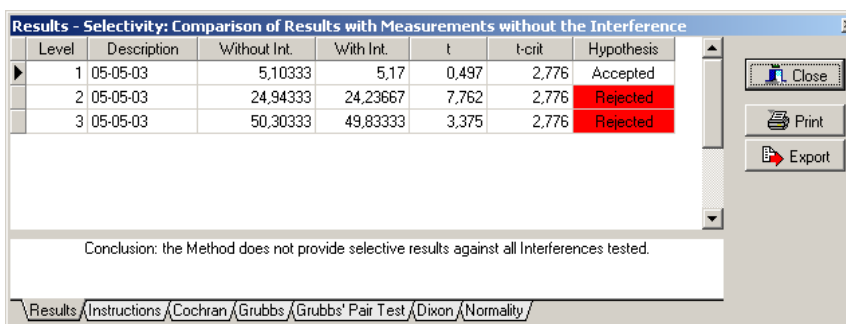 Results - Selectivity: Comparison of Results with Measurements without the Interference
Level Description Without Int. With Int. t t-crit Hypothesis
1 05-05-03 5,10333 5,17 0,497 2,776 Accepted
2 05-05-03 24,94333 24,23667 7,762 2,776 Rejected
3 05-05-03 50,30333 49,83333 3,375 2,776 Rejected
Close
Print
Export
Conclusion: the Method does not provide selective results against all Interferences tested.
Results Instructions Cochran Grubbs Grubbs' Pair Test Dixon Normality